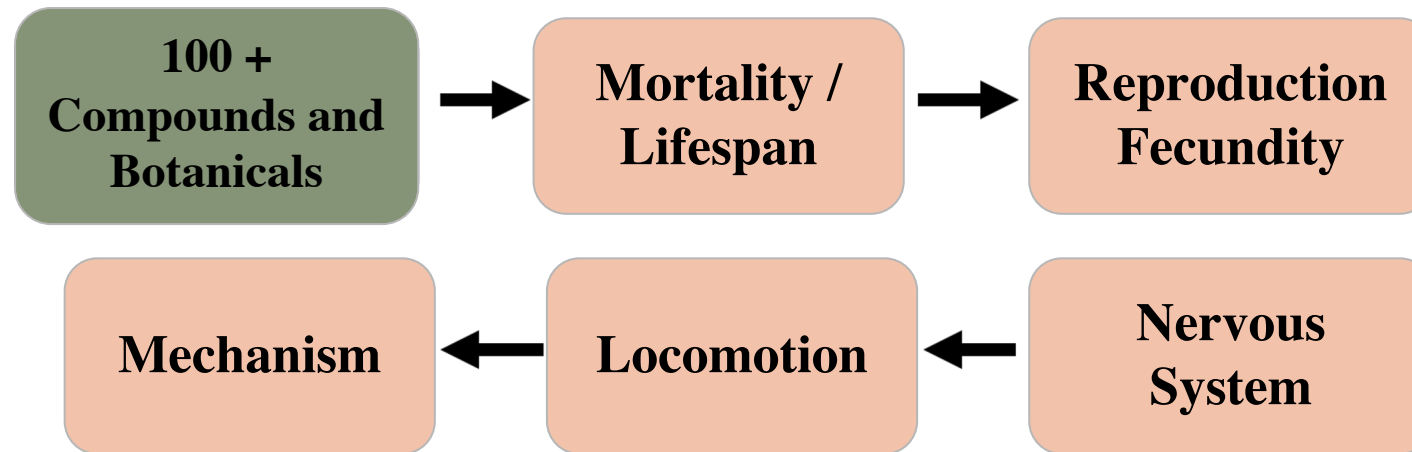 100 +
Compounds and
Botanicals
Mortality /
Lifespan
Reproduction
Fecundity
Mechanism
Locomotion
Nervous
System